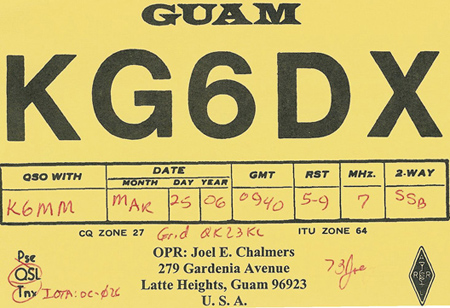 GUAM
KG6DX
QSO WITH DATE GMT RST MHz. 2-WAY
MONTH DAY YEAR
K6MM MAR 25 06 0940 5-9 7 SSB
CQ ZONE 27 Grid QK23KL ITU ZONE 64
Pse
QSL
Tnx
IOTA: OC-026
OPR: Joel E. Chalmers
279 Gardenia Avenue
Latte Heights, Guam 96923
U. S. A.
73 Joe
A
R R
L